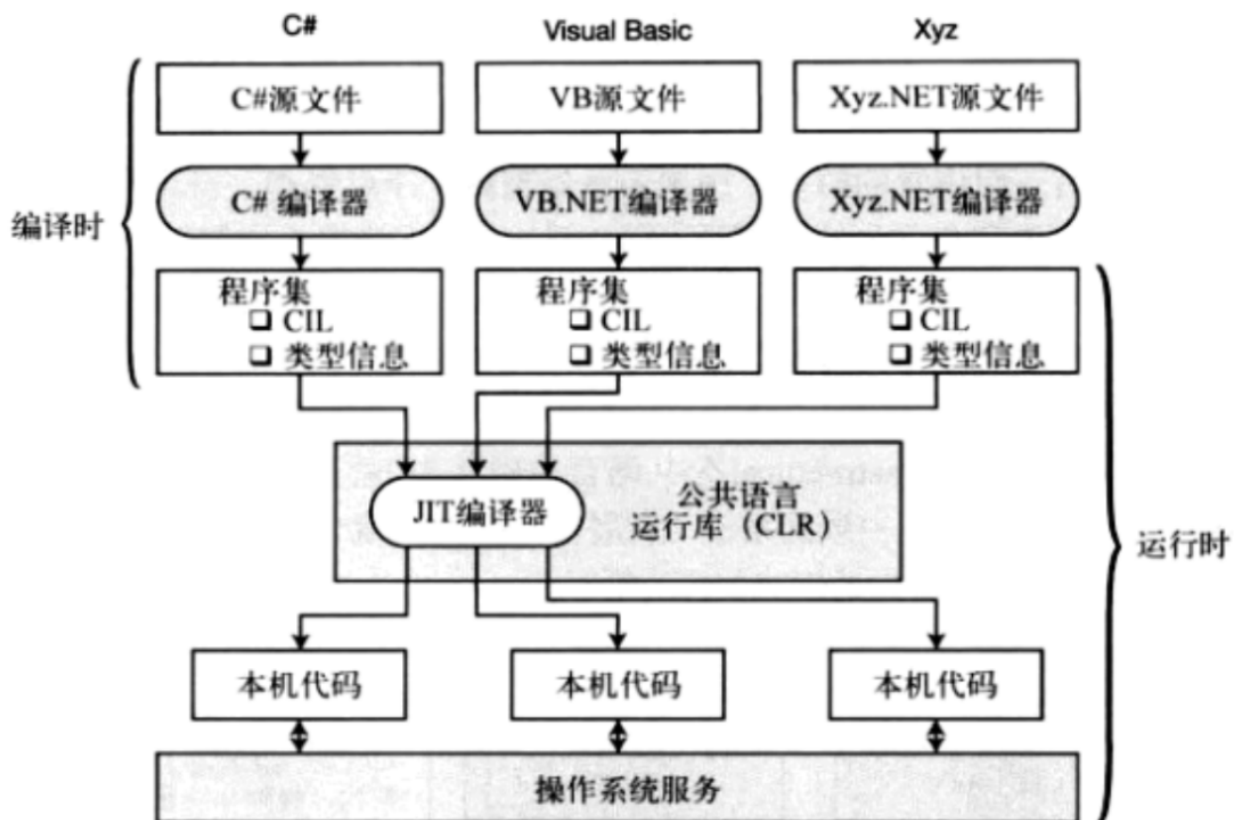 C#
Visual Basic
Xyz
C#源文件
VB源文件
Xyz.NET源文件
C# 编译器
VB.NET编译器
Xyz.NET编译器
编译时
程序集
❑ CIL
❑ 类型信息
程序集
❑ CIL
❑ 类型信息
程序集
❑ CIL
❑ 类型信息
JIT编译器
公共语言
运行库（CLR）
运行时
本机代码
本机代码
本机代码
操作系统服务